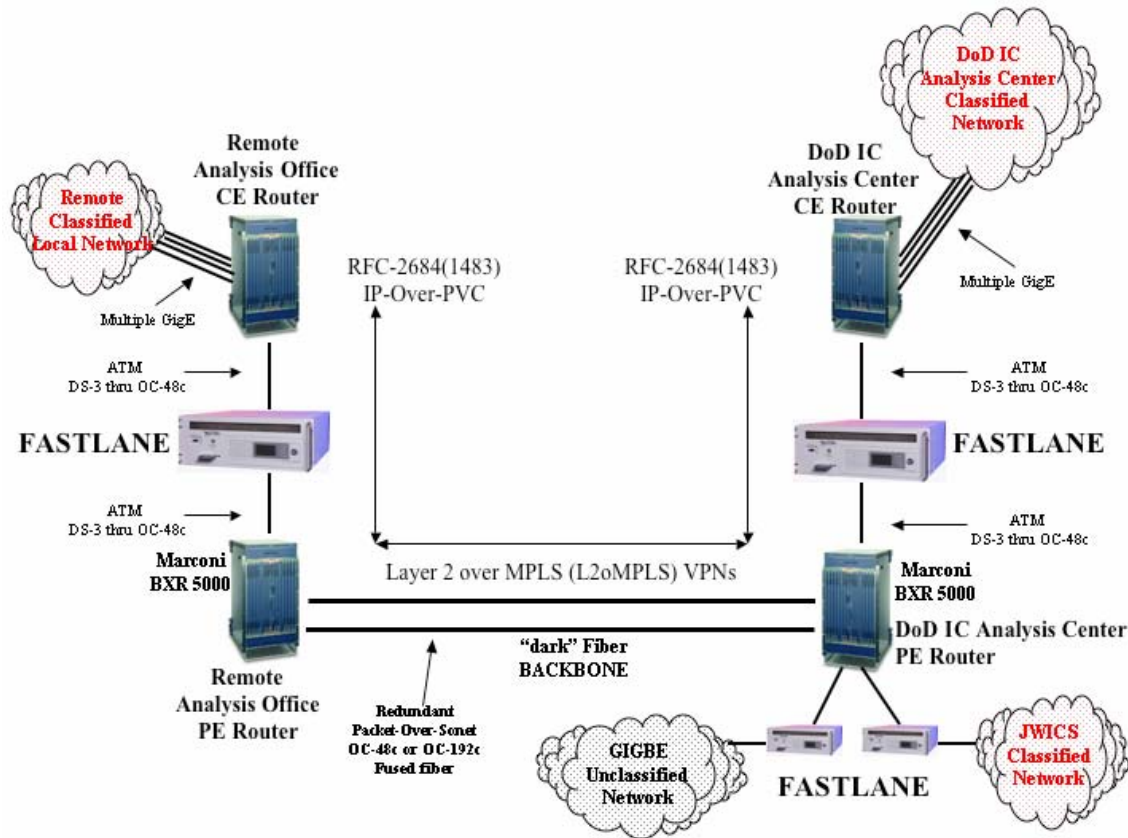 DoD IC
Analysis Center
Classified
Network
Remote
Analysis Office
CE Router
DoD IC
Analysis Center
CE Router
Remote
Classified
Local Network
RFC-2684(1483)
IP-Over-PVC
RFC-2684(1483)
IP-Over-PVC
Multiple GigE
Multiple GigE
ATM
DS-3 thru OC-48c
ATM
DS-3 thru OC-48c
FASTLANE
FASTLANE
ATM
DS-3 thru OC-48c
ATM
DS-3 thru OC-48c
Marconi
BXR 5000
Layer 2 over MPLS (L2oMPLS) VPNs
Marconi
BXR 5000
"dark" Fiber
BACKBONE
DoD IC Analysis Center
PE Router
Remote
Analysis Office
PE Router
Redundant
Packet-Over-Sonet
OC-48c or OC-192c
Fused fiber
GIGBE
Unclassified
Network
FASTLANE
JWICS
Classified
Network